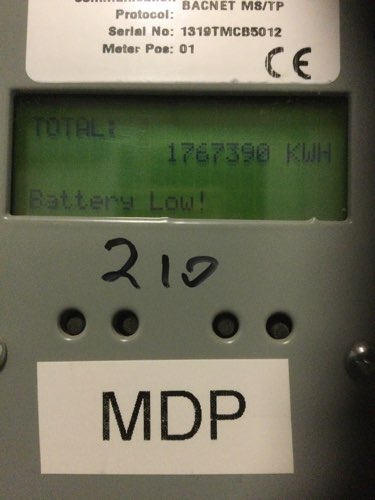 BACNET MS/TP
Protocol:
Serial No: 1319TMCB5012
Meter Pos: 01
CE
TOTAL:
1767390 KWH
Battery Low!
210
MDP